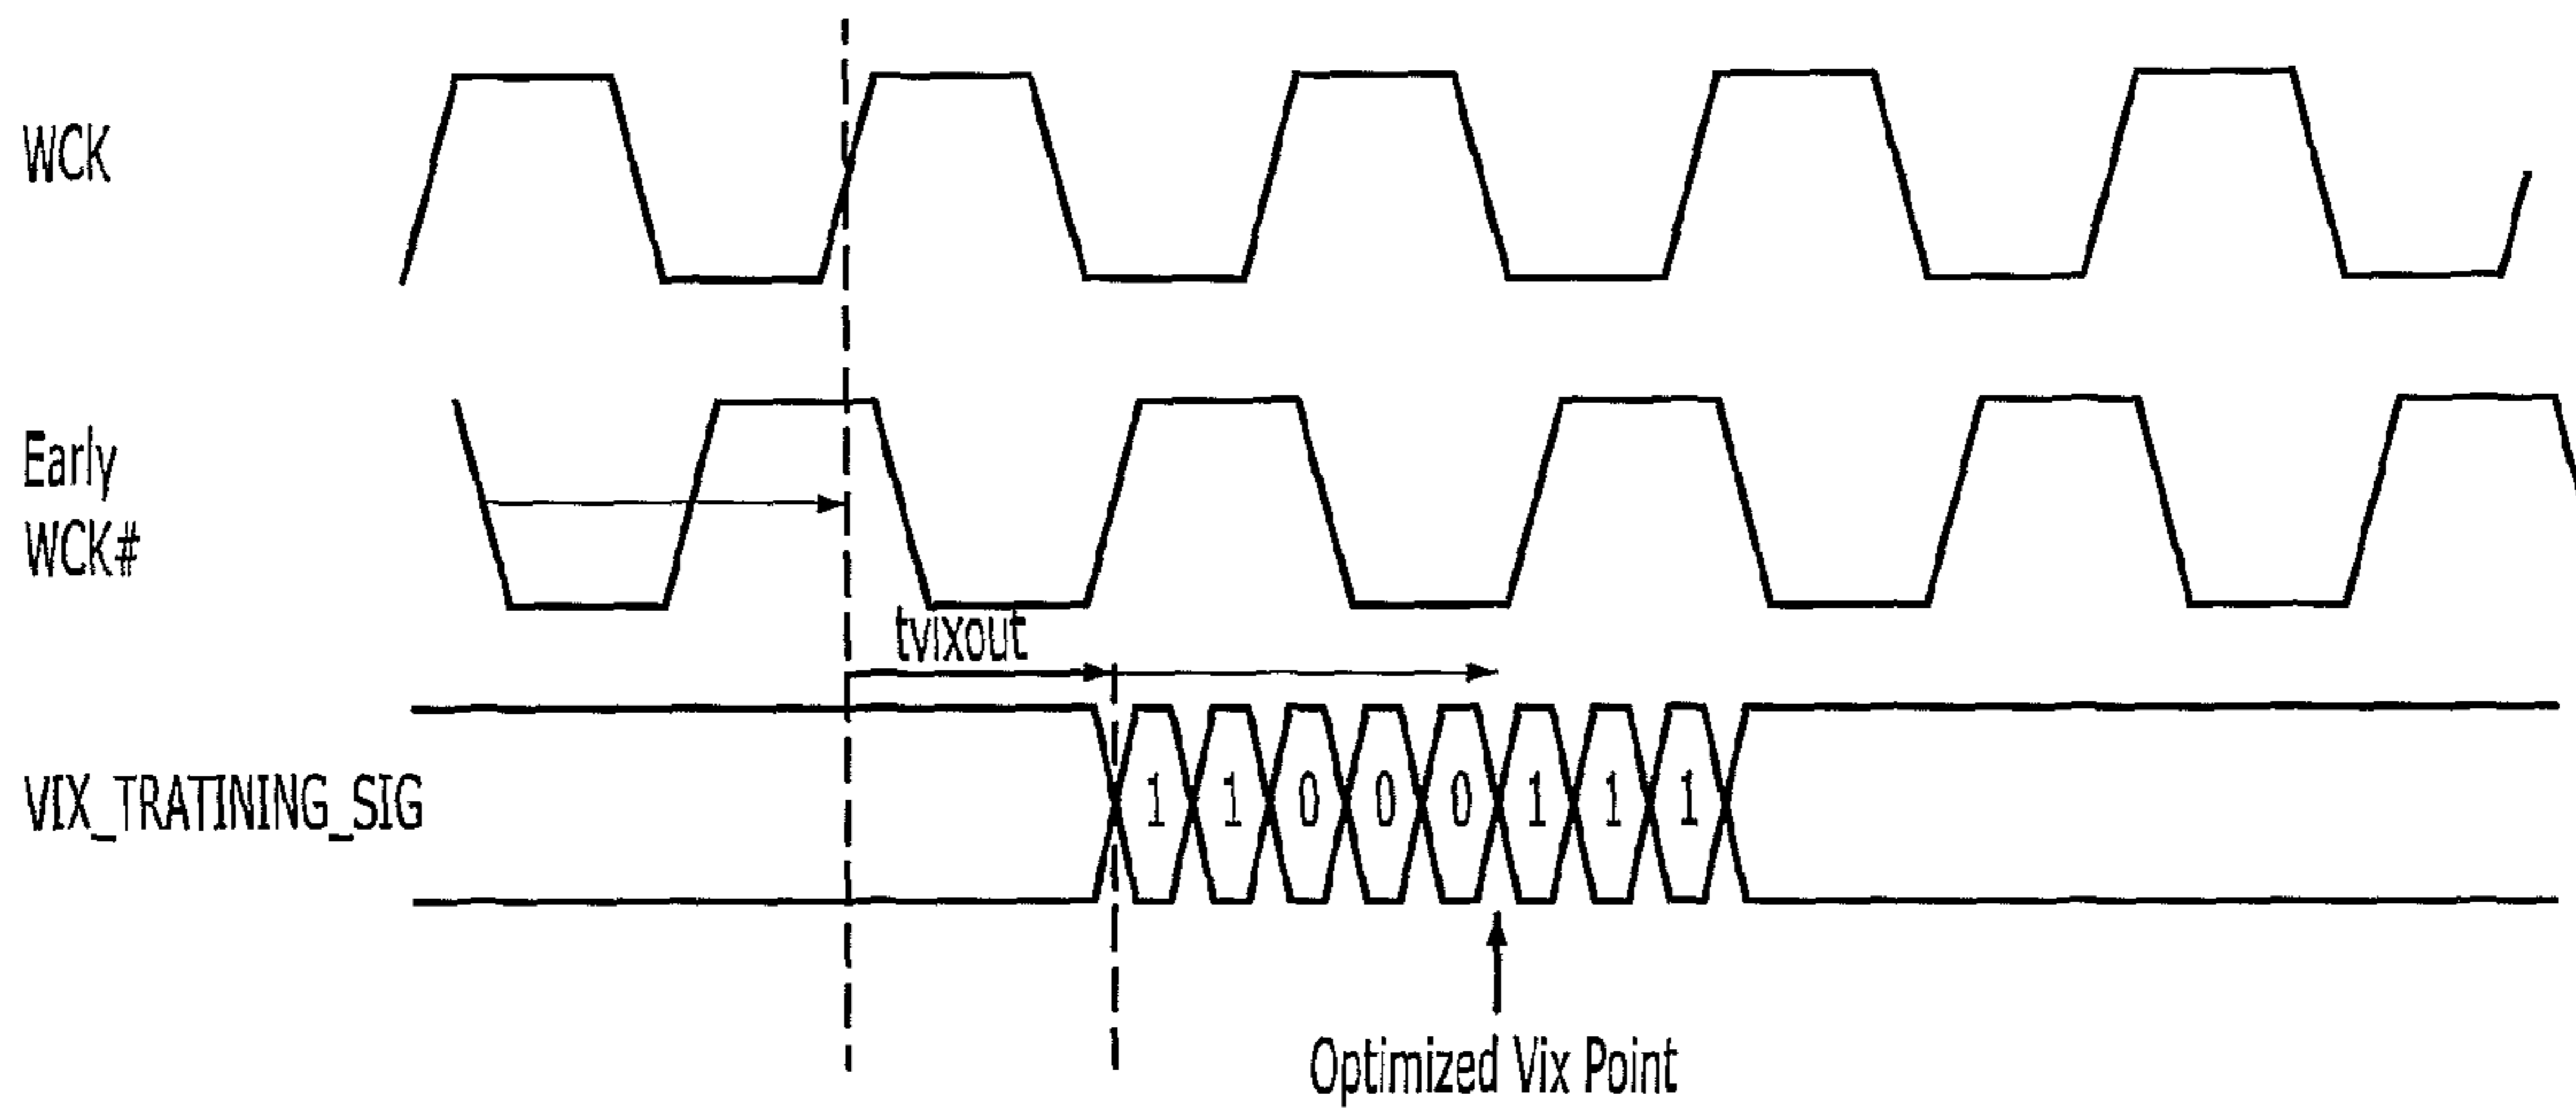 WCK
Early
WCK#
tvixout
VIX_TRATINING_SIG
1 1 0 0 0 1 1 1
Optimized Vix Point